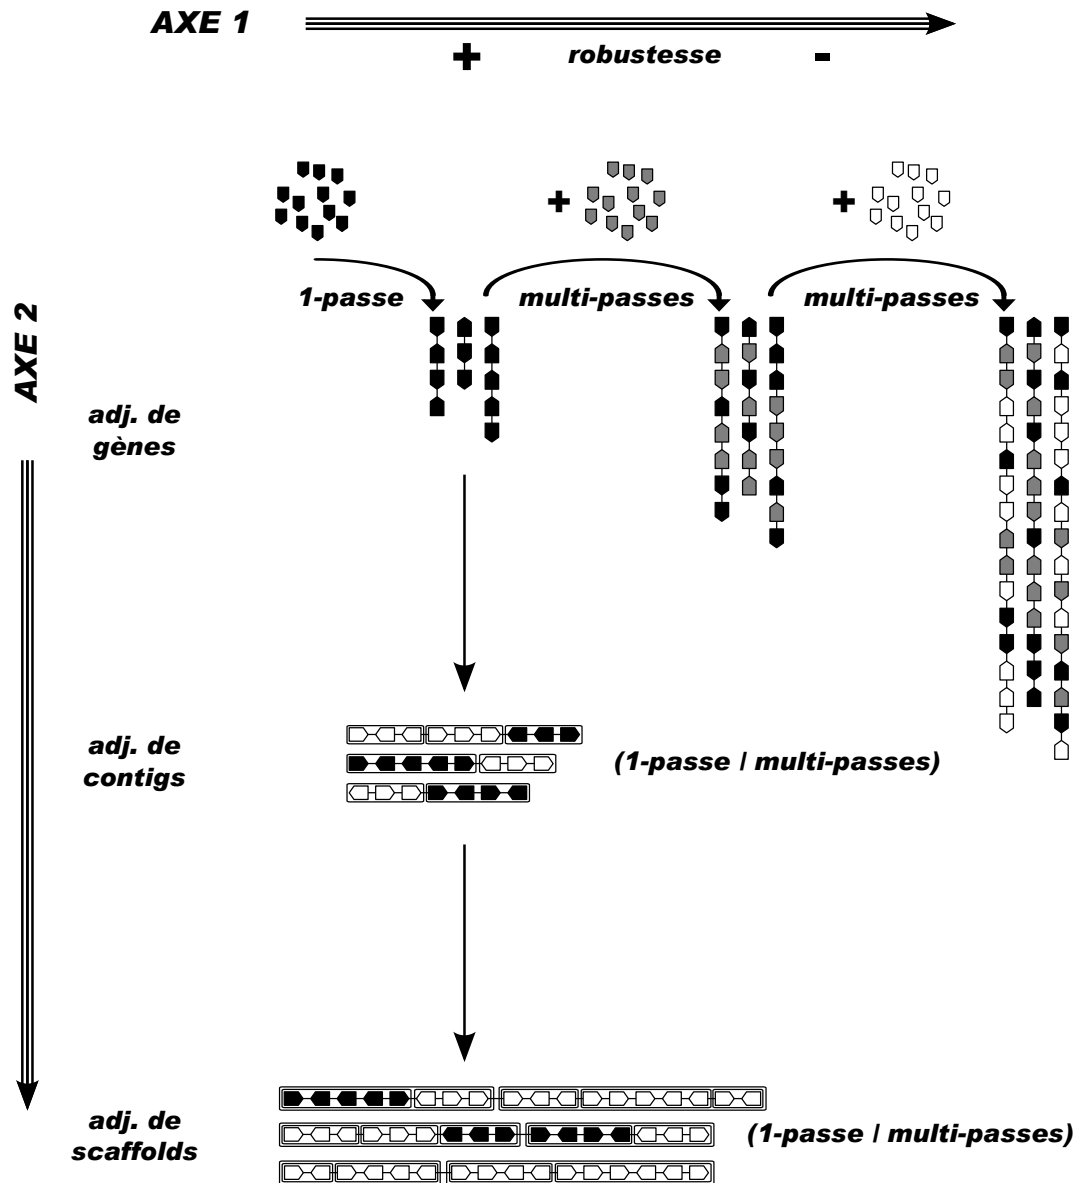 AXE 1
+ robustesse -
+ +
1-passe multi-passes multi-passes
AXE 2
adj. de
gènes
adj. de
contigs
(1-passe / multi-passes)
adj. de
scaffolds
(1-passe / multi-passes)